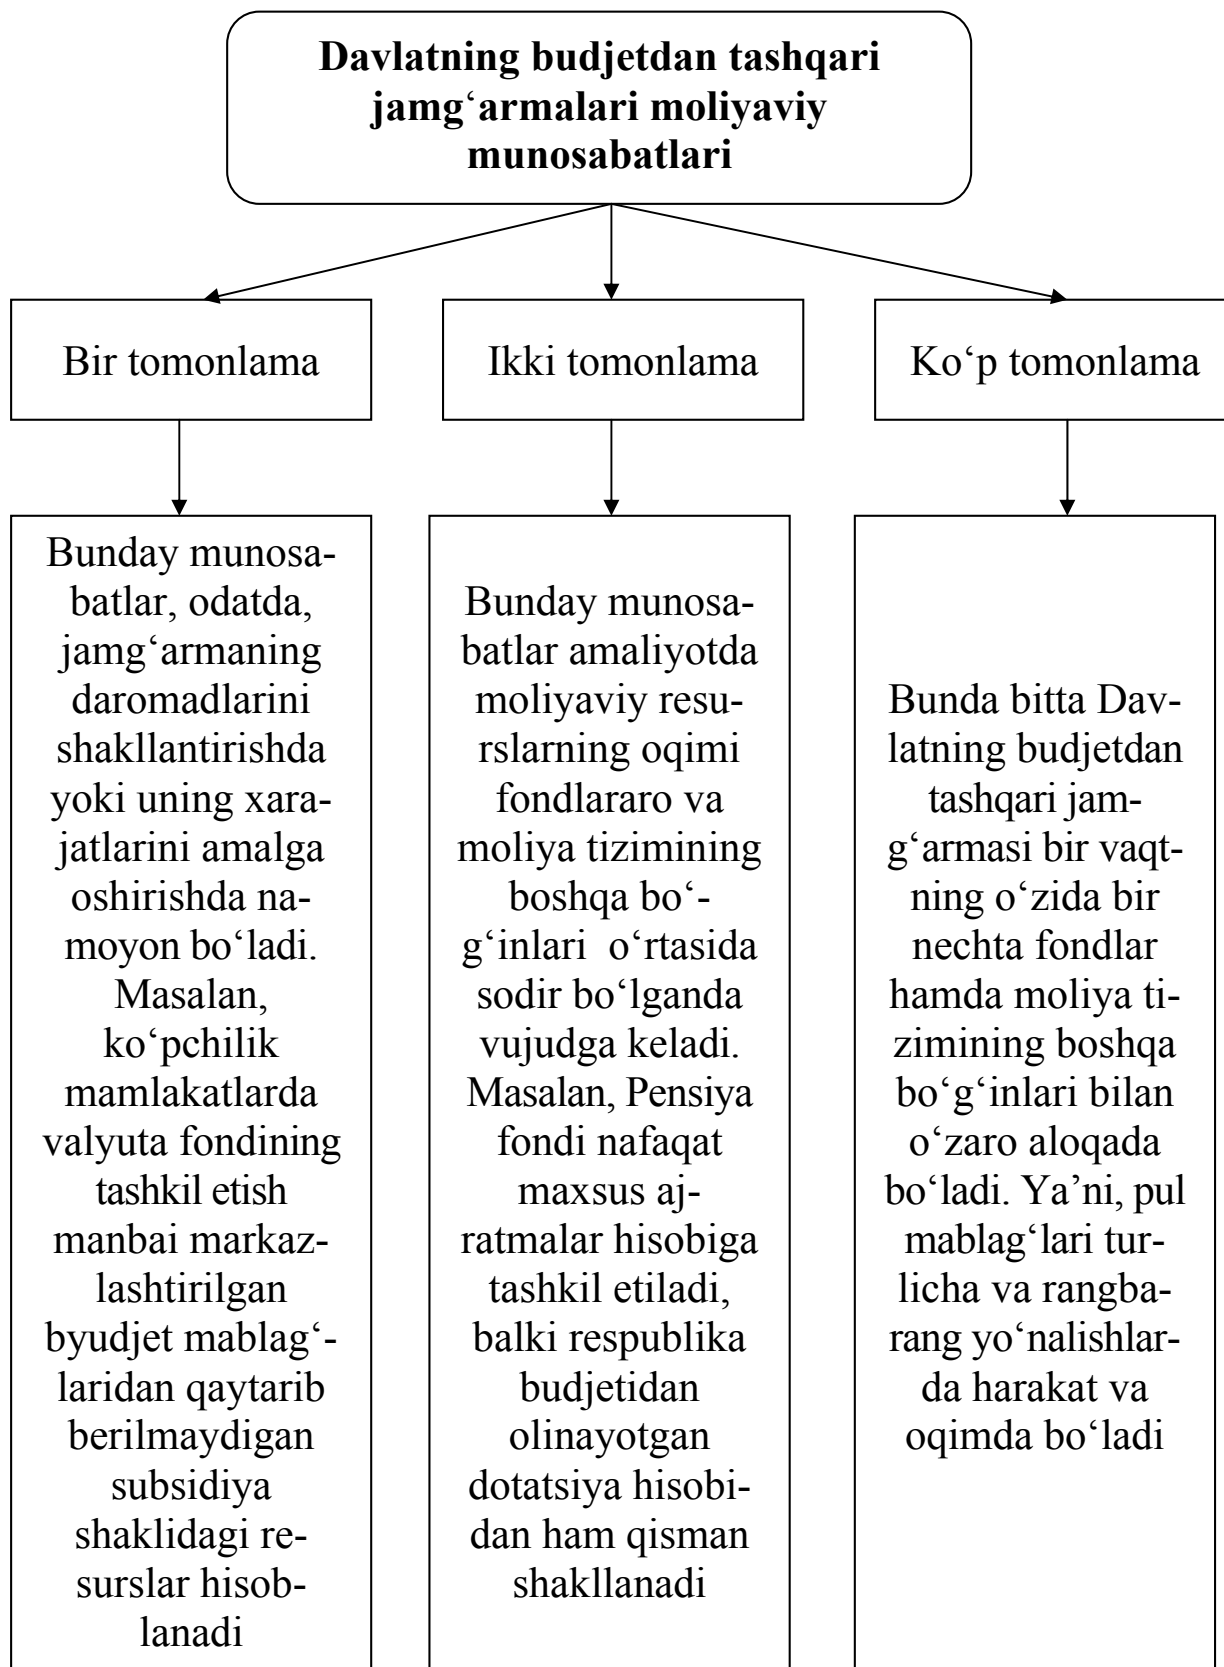 Davlatning budjetdan tashqari
jamg‘armalari moliyaviy
munosabatlari
Bir tomonlama
Ikki tomonlama
Ko‘p tomonlama
Bunday munosa-
batlar, odatda,
jamg‘armaning
daromadlarini
shakllantirishda
yoki uning xara-
jatlarini amalga
oshirishda na-
moyon bo‘ladi.
Masalan,
ko‘pchilik
mamlakatlarda
valyuta fondining
tashkil etish
manbai markaz-
lashtirilgan
byudjet mablag‘-
laridan qaytarib
berilmaydigan
subsidiya
shaklidagi re-
surslar hisob-
lanadi
Bunday munosa-
batlar amaliyotda
moliyaviy resu-
rslarning oqimi
fondlararo va
moliya tizimining
boshqa bo‘-
g‘inlari o‘rtasida
sodir bo‘lganda
vujudga keladi.
Masalan, Pensiya
fondi nafaqat
maxsus aj-
ratmalar hisobiga
tashkil etiladi,
balki respublika
budjetidan
olinayotgan
dotatsiya hisobi-
dan ham qisman
shakllanadi
Bunda bitta Dav-
latning budjetdan
tashqari jam-
g‘armasi bir vaqt-
ning o‘zida bir
nechta fondlar
hamda moliya ti-
zimining boshqa
bo‘g‘inlari bilan
o‘zaro aloqada
bo‘ladi. Ya’ni, pul
mablag‘lari tur-
licha va rangba-
rang yo‘nalishlar-
da harakat va
oqimda bo‘ladi